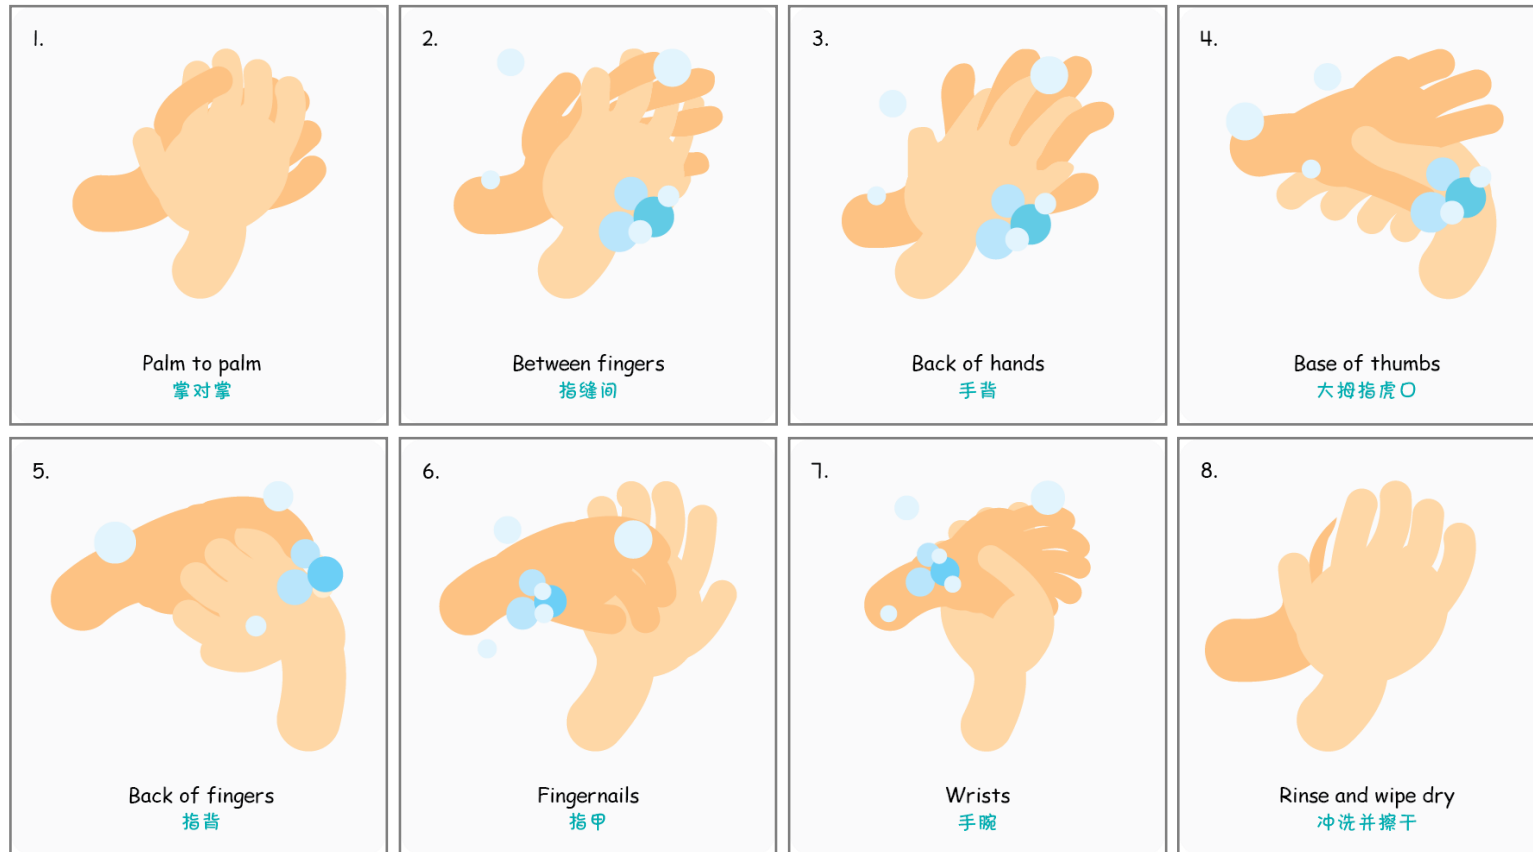 1.
Palm to palm
掌对掌
2.
Between fingers
指缝间
3.
Back of hands
手背
4.
Base of thumbs
大拇指虎口
5.
Back of fingers
指背
6.
Fingernails
指甲
7.
Wrists
手腕
8.
Rinse and wipe dry
冲洗并擦干